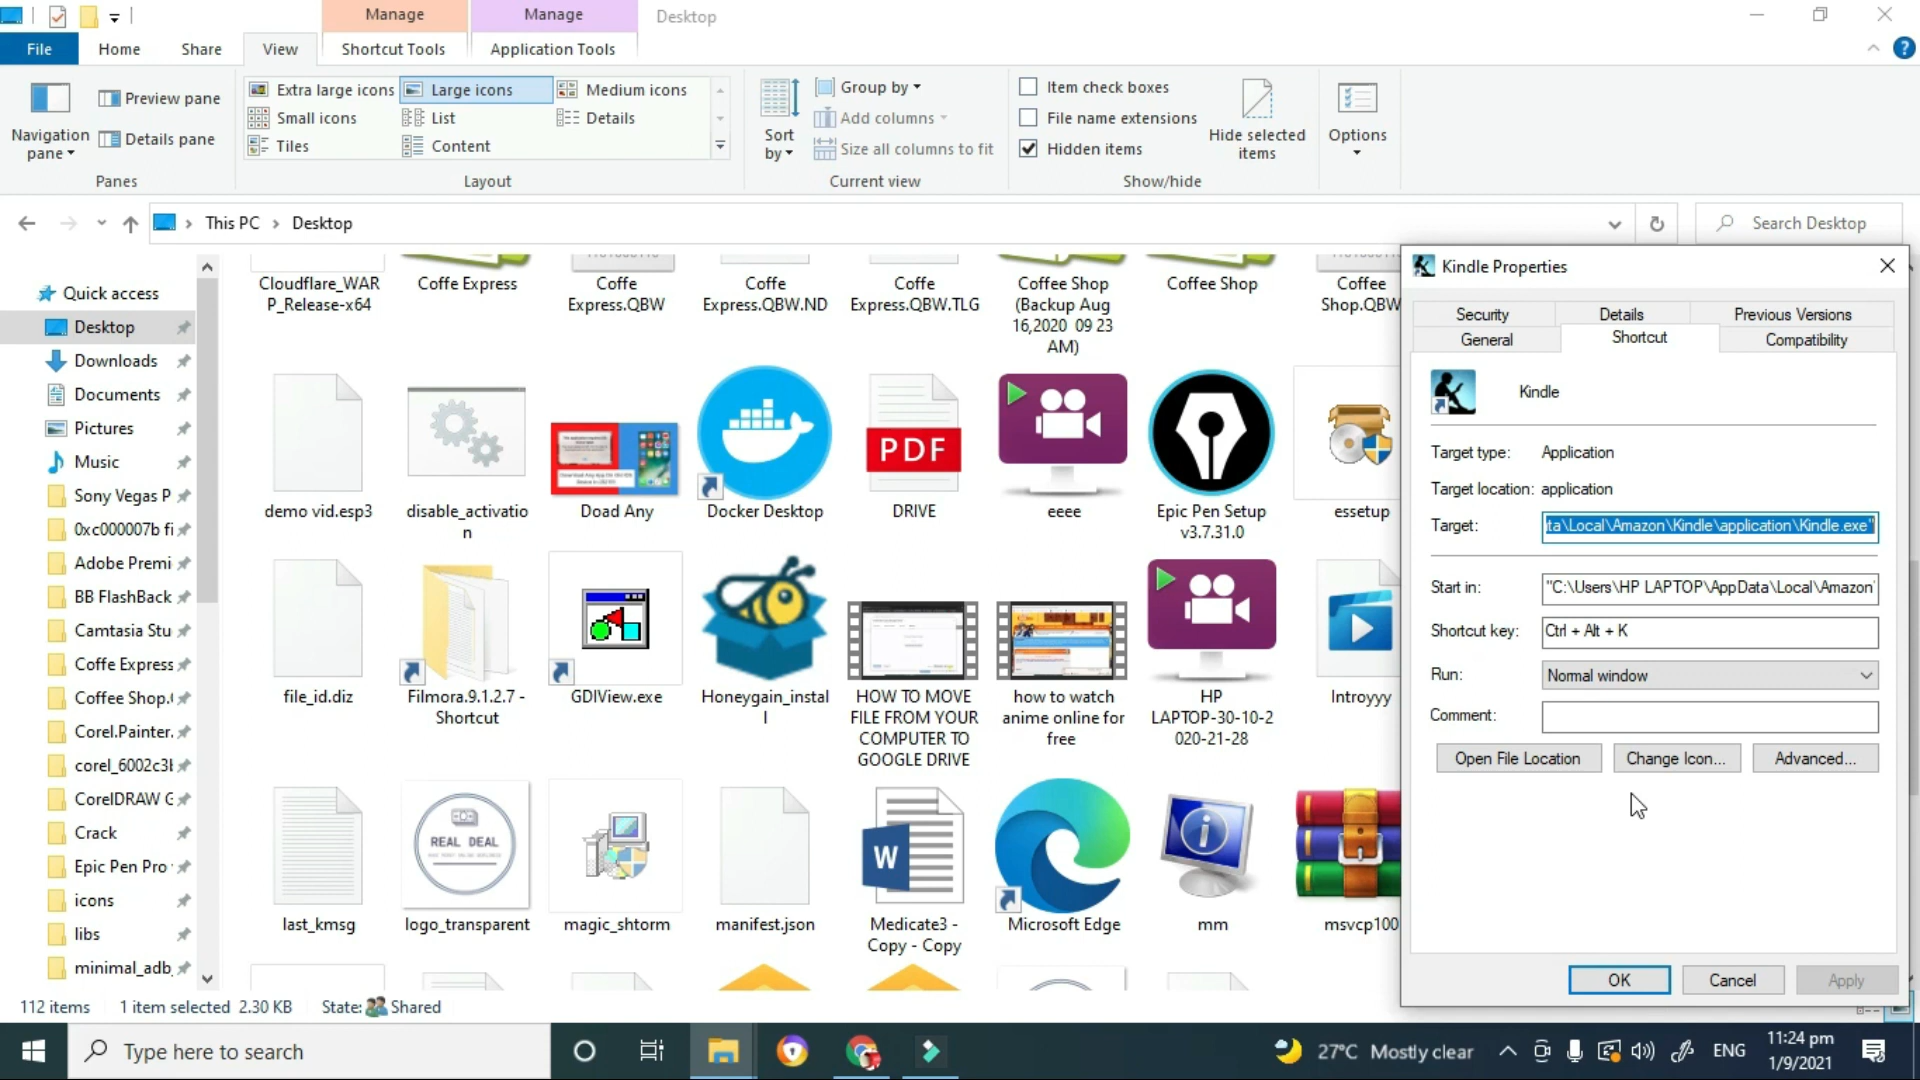 Manage
Manage
Desktop
File
Home
Share
View
Shortcut Tools
Application Tools
Navigation pane
Preview pane
Details pane
Panes
Extra large icons
Large icons
Medium icons
Small icons
List
Details
Tiles
Content
Layout
Sort by
Group by
Add columns
Size all columns to fit
Current view
Item check boxes
File name extensions
Hidden items
Hide selected items
Show/hide
Options
This PC
Desktop
Search Desktop
Quick access
Desktop
Downloads
Documents
Pictures
Music
Sony Vegas P
0xc000007b fi
Adobe Premi
BB FlashBack
Camtasia Stu
Coffe Express
Coffee Shop.
Corel.Painter.
corel_6002c3
CorelDRAW
Crack
Epic Pen Pro
icons
libs
minimal_adb
Cloudflare_WAR
P_Release-x64
Coffe Express
Coffe
Express.QBW
Coffe
Express.QBW.ND
Coffe
Express.QBW.TLG
Coffee Shop
(Backup Aug
16,2020 09 23
AM)
Coffee Shop
Coffee
Shop.QBW
demo vid.esp3
disable_activatio
n
Doad Any
Docker Desktop
PDF
DRIVE
eeee
Epic Pen Setup
v3.7.31.0
essetup
file_id.diz
Filmora.9.1.2.7 -
Shortcut
GDIView.exe
Honeygain_instal
l
HOW TO MOVE
FILE FROM YOUR
COMPUTER TO
GOOGLE DRIVE
how to watch
anime online for
free
HP
LAPTOP-30-10-2
020-21-28
Introyyy
last_kmsg
REAL DEAL
logo_transparent
magic_shtorm
manifest.json
W
Medicate3 -
Copy - Copy
Microsoft Edge
mm
msvcp100
Kindle Properties
Security
Details
Previous Versions
General
Shortcut
Compatibility
Kindle
Target type: Application
Target location: application
Target: ta\Local\Amazon\Kindle\application\Kindle.exe"
Start in: "C:\Users\HP LAPTOP\AppData\Local\Amazon
Shortcut key: Ctrl + Alt + K
Run: Normal window
Comment:
Open File Location
Change Icon...
Advanced...
OK
Cancel
Apply
112 items
1 item selected 2.30 KB
State: Shared
Type here to search
27°C Mostly clear
ENG
11:24 pm
1/9/2021